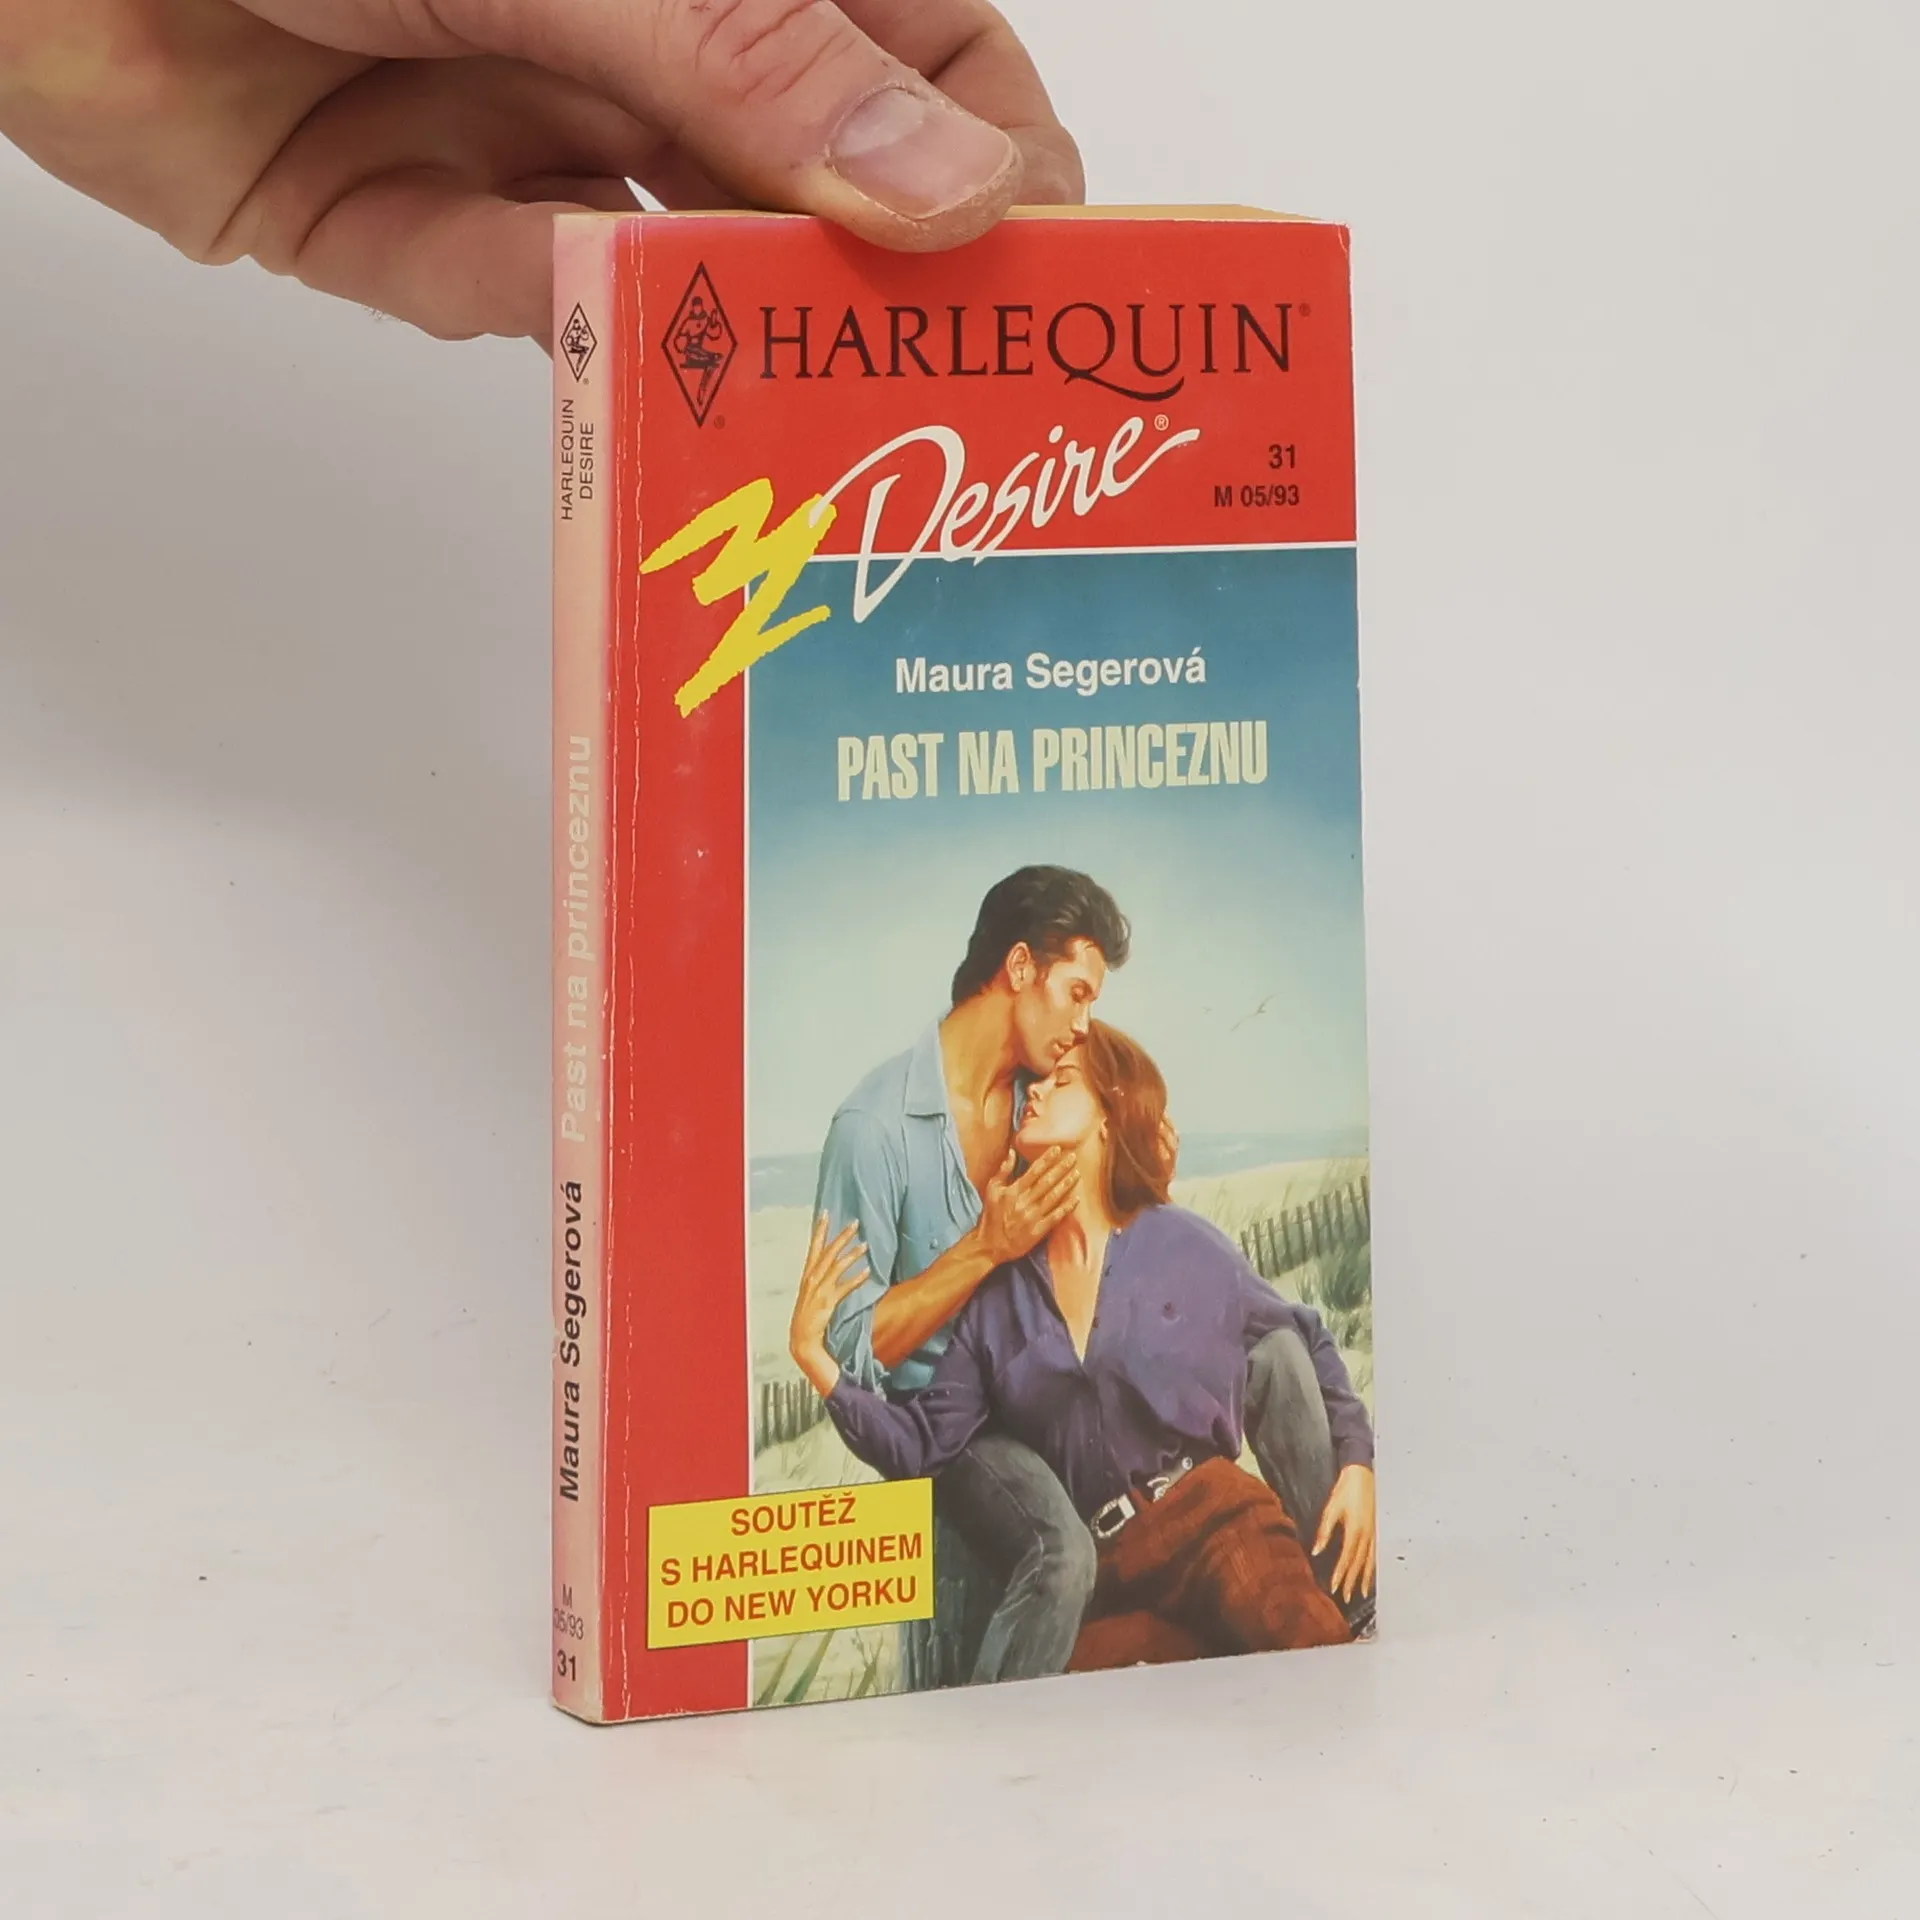 HARLEQUIN®
Desire®
31
M 05/93
Maura Segerová
PAST NA PRINCEZNU
SOUTĚŽ
S HARLEQUINEM
DO NEW YORKU
HARLEQUIN
DESIRE
Past na princeznu
Maura Segerová
M
05/93
31